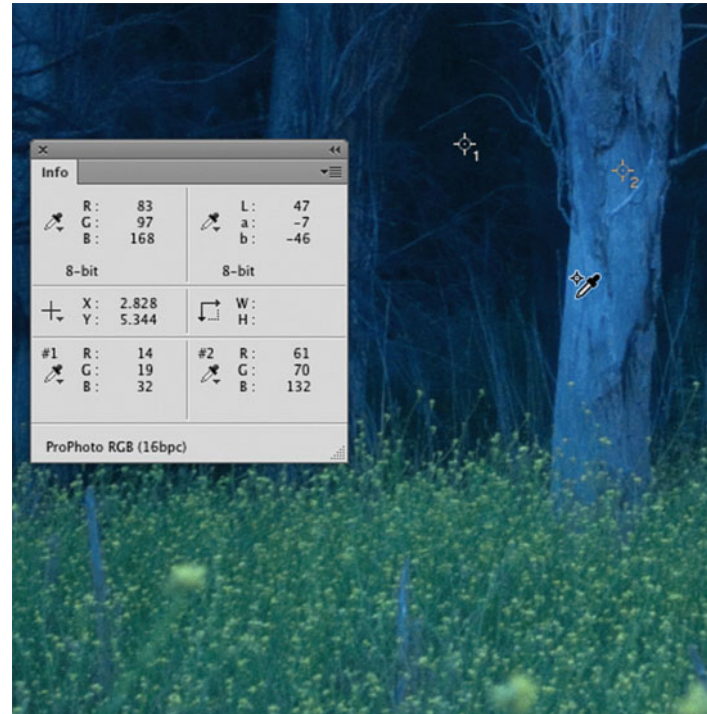 Info
R: 83 L: 47
G: 97 a: -7
B: 168 b: -46
8-bit 8-bit
X: 2.828 W:
Y: 5.344 H:
#1 R: 14 #2 R: 61
G: 19 G: 70
B: 32 B: 132
ProPhoto RGB (16bpc)
1
2